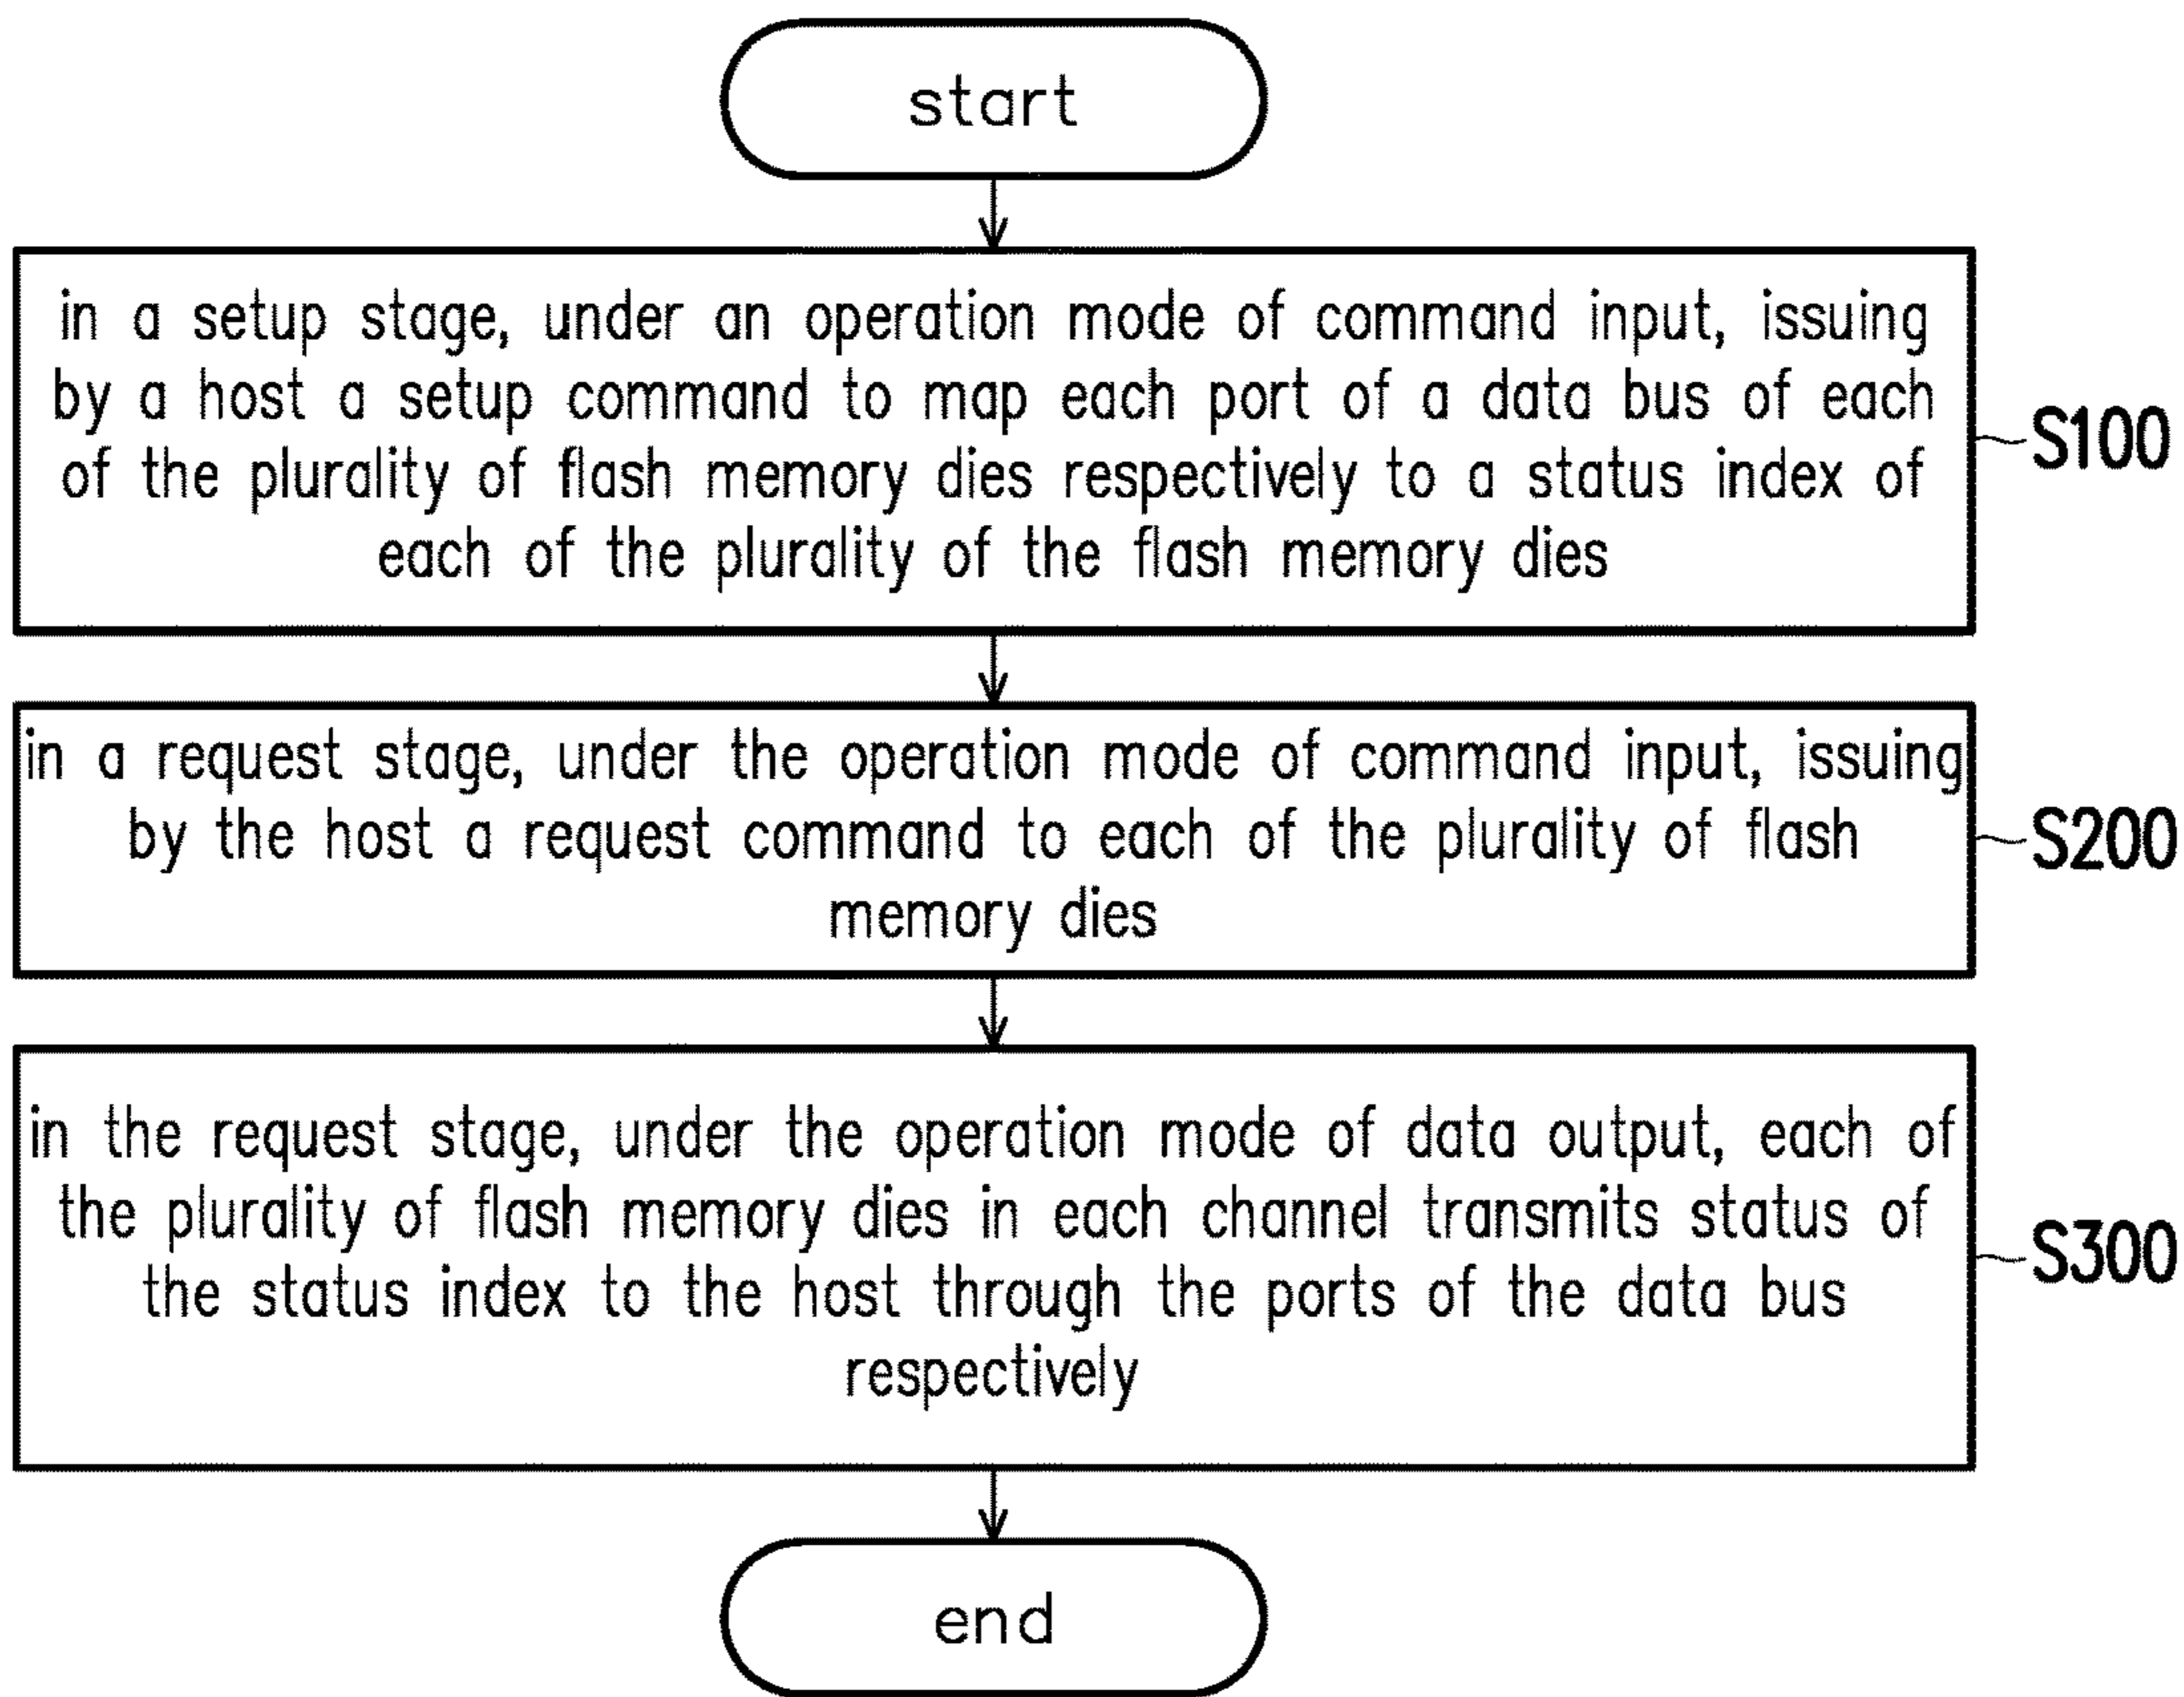 start
in a setup stage, under an operation mode of command input, issuing
by a host a setup command to map each port of a data bus of each
of the plurality of flash memory dies respectively to a status index of
each of the plurality of the flash memory dies
S100
in a request stage, under the operation mode of command input, issuing
by the host a request command to each of the plurality of flash
memory dies
S200
in the request stage, under the operation mode of data output, each of
the plurality of flash memory dies in each channel transmits status of
the status index to the host through the ports of the data bus
respectively
S300
end